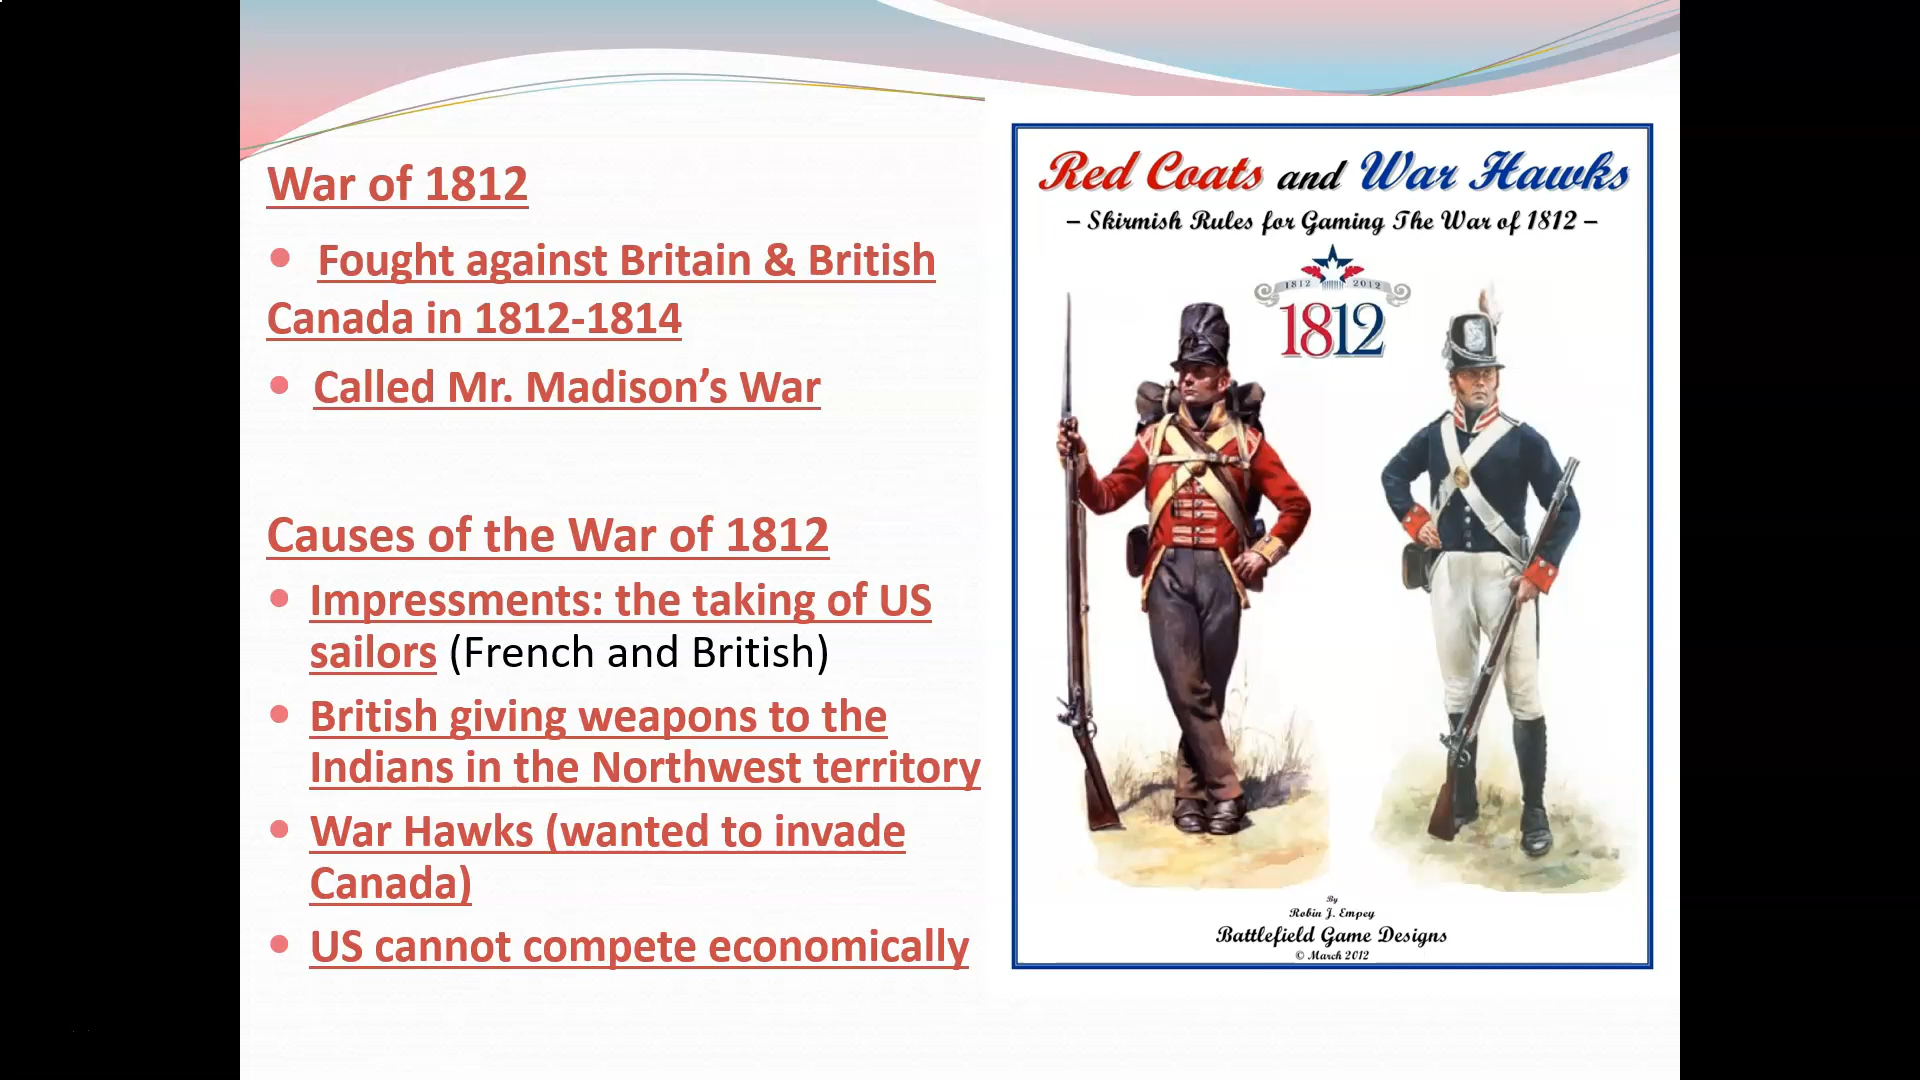 War of 1812
• Fought against Britain & British
Canada in 1812-1814
• Called Mr. Madison’s War
Causes of the War of 1812
• Impressments: the taking of US
sailors (French and British)
• British giving weapons to the
Indians in the Northwest territory
• War Hawks (wanted to invade
Canada)
• US cannot compete economically
Red Coats and War Hawks
– Skirmish Rules for Gaming The War of 1812 –
1812 2012
1812
By
Robin J. Empey
Battlefield Game Designs
© March 2012